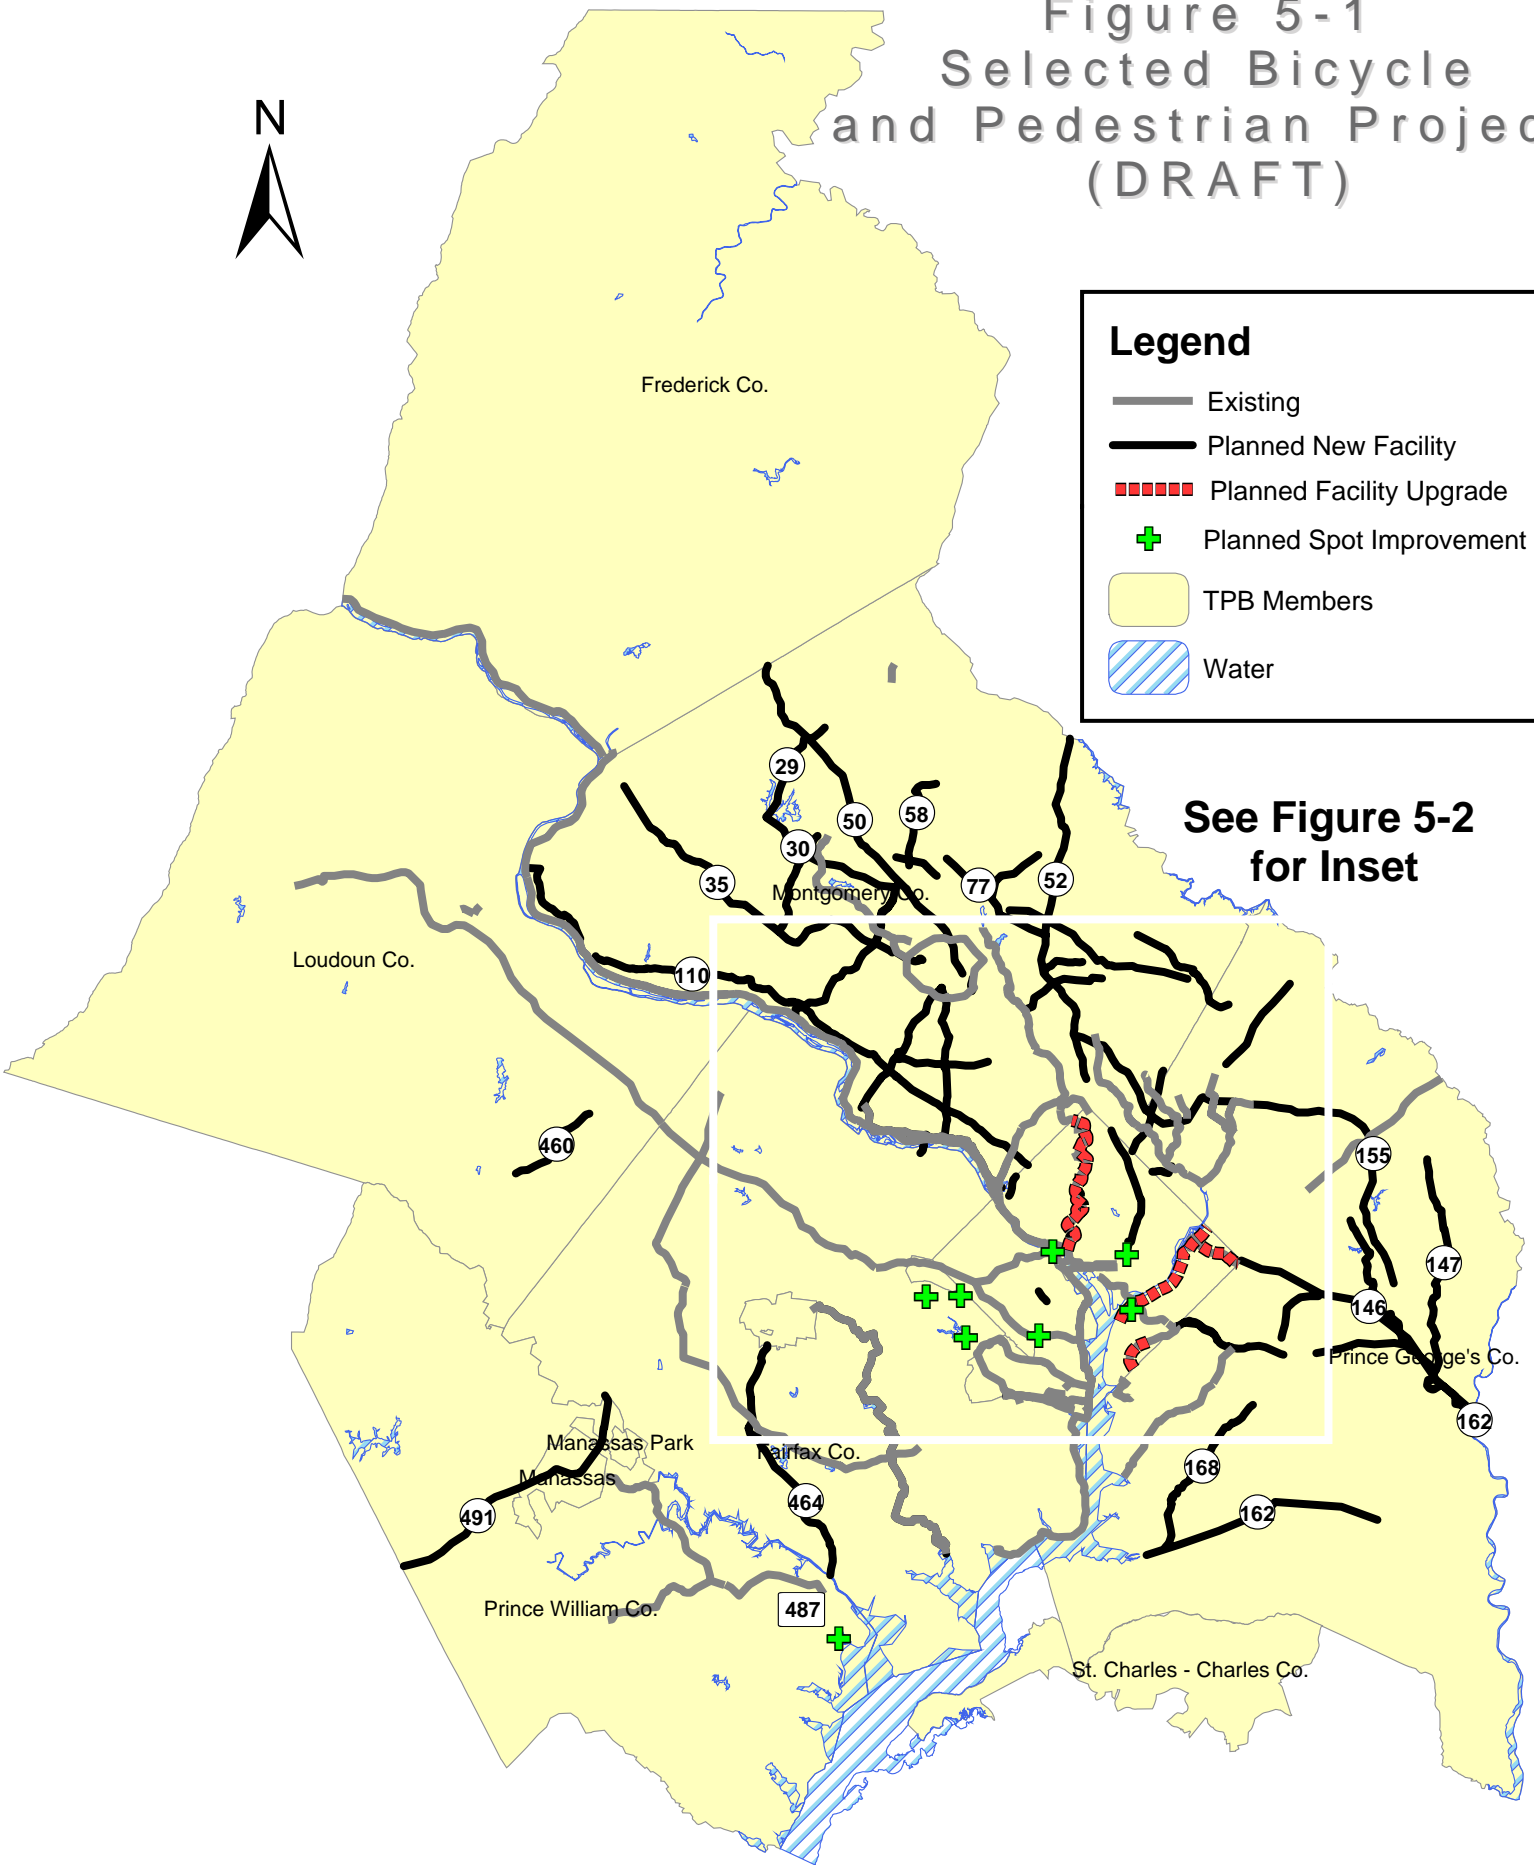 Figure 5-1
Selected Bicycle
and Pedestrian Projec
(DRAFT)
N
Legend
Existing
Planned New Facility
Planned Facility Upgrade
Planned Spot Improvement
TPB Members
Water
See Figure 5-2
for Inset
Frederick Co.
29
50
58
30
35
77
52
Montgomery Co.
Loudoun Co.
110
460
155
147
146
Prince George's Co.
162
Manassas Park
Fairfax Co.
Manassas
168
464
162
491
Prince William Co.
487
St. Charles - Charles Co.